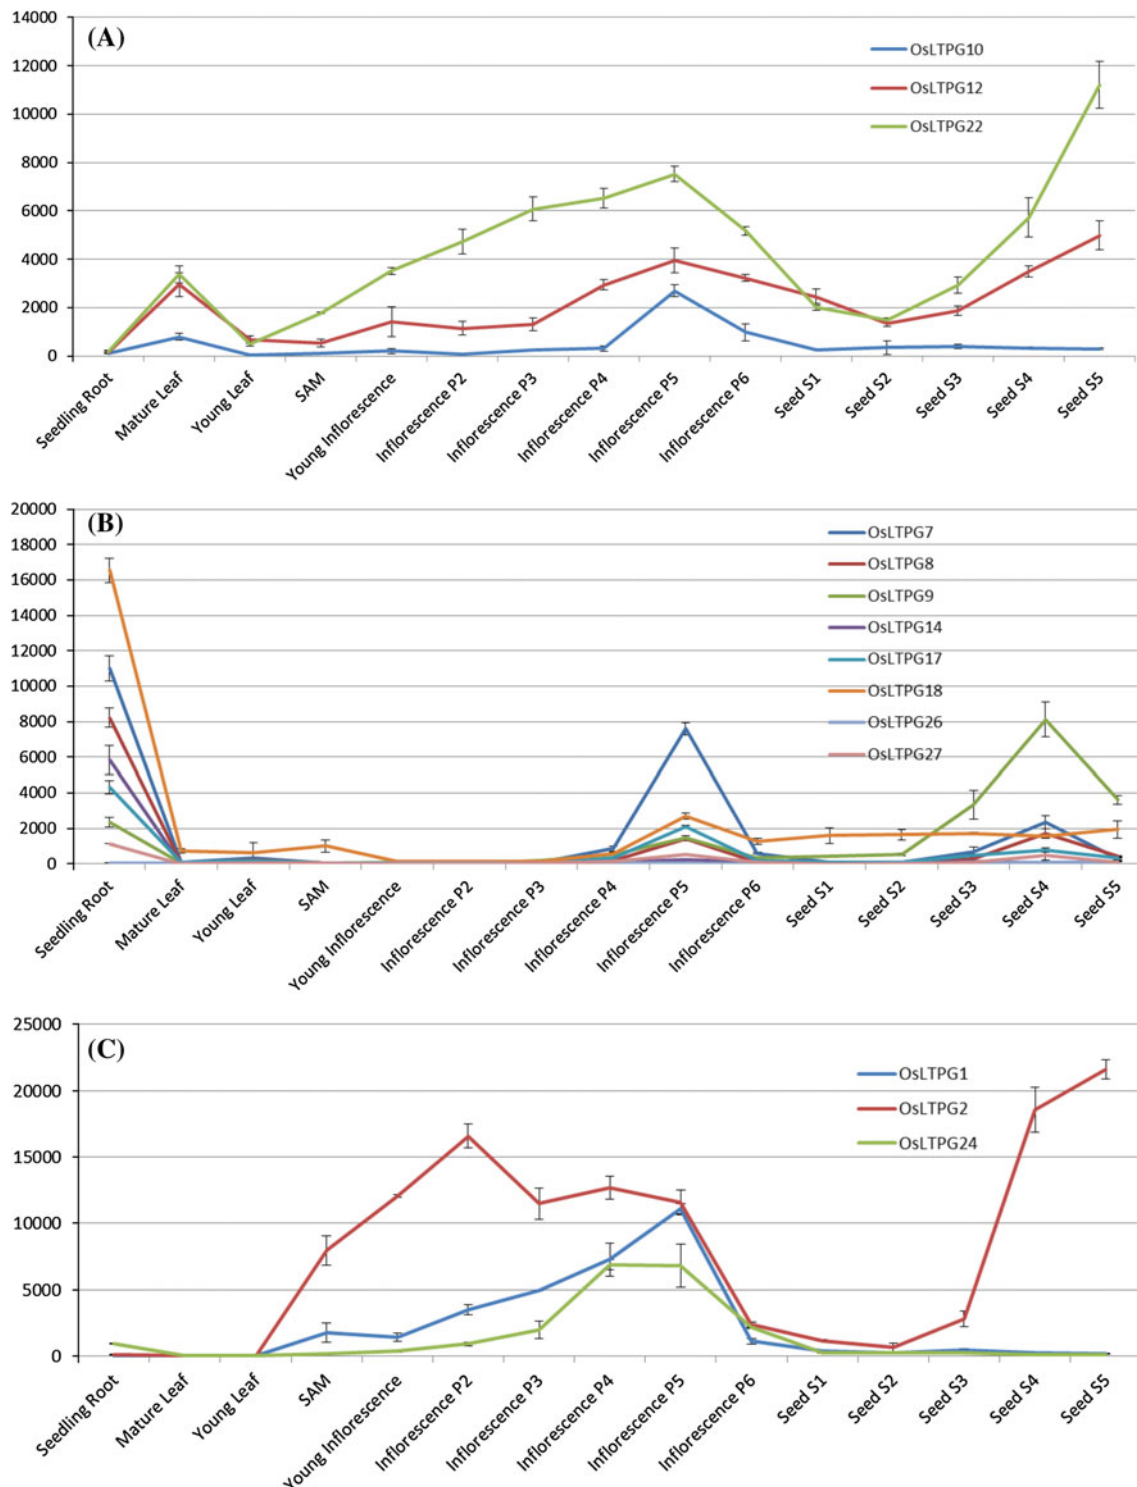 (A)
14000
12000
10000
8000
6000
4000
2000
0
OsLTPG10
OsLTPG12
OsLTPG22
Seedling Root
Mature Leaf
Young Leaf
SAM
Young Inflorescence
Inflorescence P2
Inflorescence P3
Inflorescence P4
Inflorescence P5
Inflorescence P6
Seed S1
Seed S2
Seed S3
Seed S4
Seed S5
(B)
20000
18000
16000
14000
12000
10000
8000
6000
4000
2000
0
OsLTPG7
OsLTPG8
OsLTPG9
OsLTPG14
OsLTPG17
OsLTPG18
OsLTPG26
OsLTPG27
Seedling Root
Mature Leaf
Young Leaf
SAM
Young Inflorescence
Inflorescence P2
Inflorescence P3
Inflorescence P4
Inflorescence P5
Inflorescence P6
Seed S1
Seed S2
Seed S3
Seed S4
Seed S5
(C)
25000
20000
15000
10000
5000
0
OsLTPG1
OsLTPG2
OsLTPG24
Seedling Root
Mature Leaf
Young Leaf
SAM
Young Inflorescence
Inflorescence P2
Inflorescence P3
Inflorescence P4
Inflorescence P5
Inflorescence P6
Seed S1
Seed S2
Seed S3
Seed S4
Seed S5